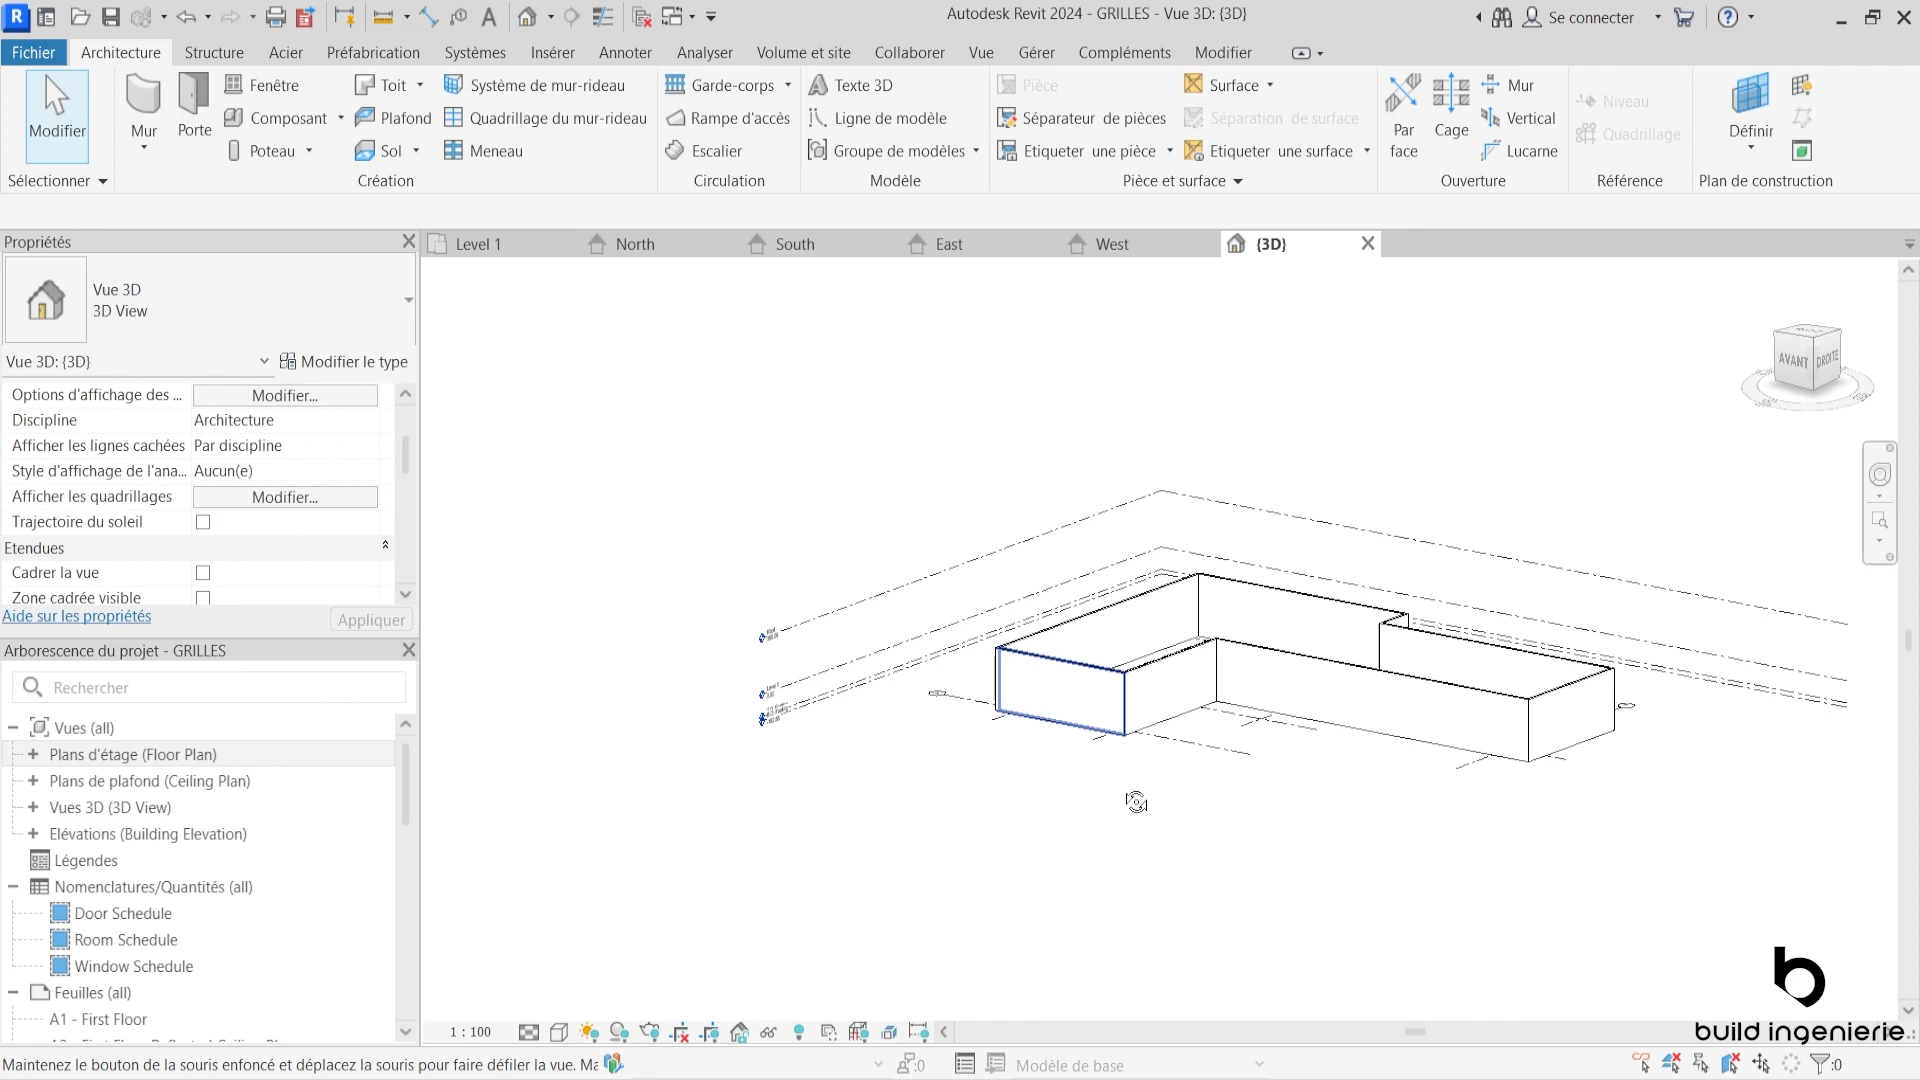 Autodesk Revit 2024 - GRILLES - Vue 3D: {3D}
Se connecter
Fichier Architecture Structure Acier Préfabrication Systèmes Insérer Annoter Analyser Volume et site Collaborer Vue Gérer Compléments Modifier
Modifier
Mur
Porte
Fenêtre
Composant
Poteau
Toit
Plafond
Sol
Système de mur-rideau
Quadrillage du mur-rideau
Meneau
Garde-corps
Rampe d'accès
Escalier
Texte 3D
Ligne de modèle
Groupe de modèles
Pièce
Séparateur de pièces
Etiqueter une pièce
Surface
Séparation de surface
Etiqueter une surface
Par
face
Cage
Mur
Vertical
Lucarne
Niveau
Quadrillage
Définir
Sélectionner
Création
Circulation
Modèle
Pièce et surface
Ouverture
Référence
Plan de construction
Propriétés
Level 1
North
South
East
West
{3D}
Vue 3D
3D View
Vue 3D: {3D}
Modifier le type
Options d'affichage des ... Modifier...
Discipline Architecture
Afficher les lignes cachées Par discipline
Style d'affichage de l'ana... Aucun(e)
Afficher les quadrillages Modifier...
Trajectoire du soleil
Etendues
Cadrer la vue
Zone cadrée visible
Aide sur les propriétés
Appliquer
AVANT
DROITE
Arborescence du projet - GRILLES
Rechercher
Vues (all)
Plans d'étage (Floor Plan)
Plans de plafond (Ceiling Plan)
Vues 3D (3D View)
Elévations (Building Elevation)
Légendes
Nomenclatures/Quantités (all)
Door Schedule
Room Schedule
Window Schedule
Feuilles (all)
A1 - First Floor
1 : 100
build ingenierie
Maintenez le bouton de la souris enfoncé et déplacez la souris pour faire défiler la vue. Ma
:0
Modèle de base
:0